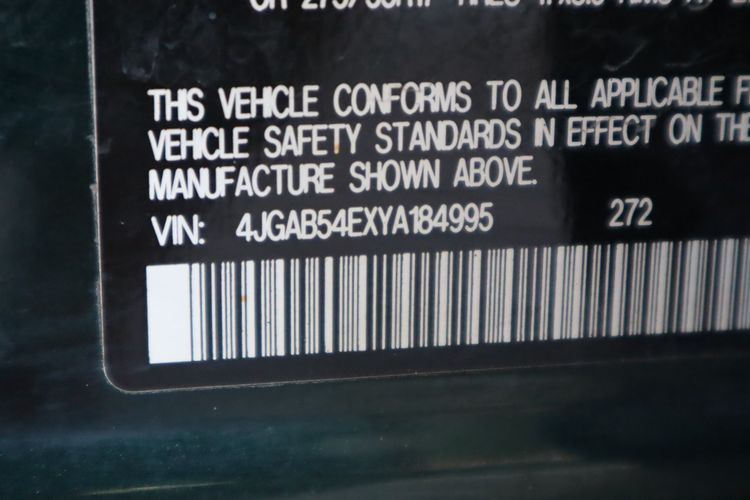 THIS VEHICLE CONFORMS TO ALL APPLICABLE
VEHICLE SAFETY STANDARDS IN EFFECT ON THE
MANUFACTURE SHOWN ABOVE.
VIN: 4JGAB54EXYA184995 272